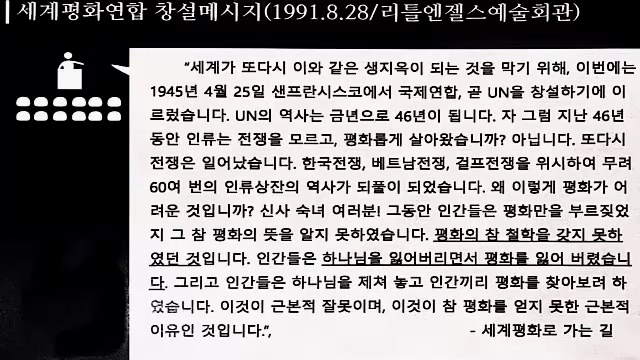 세계평화연합 창설메시지(1991.8.28/리틀엔젤스예술회관)
“세계가 또다시 이와 같은 생지옥이 되는 것을 막기 위해, 이번에는
1945년 4월 25일 샌프란시스코에서 국제연합, 곧 UN을 창설하기에 이
르렀습니다. UN의 역사는 금년으로 46년이 됩니다. 자 그럼 지난 46년
동안 인류는 전쟁을 모르고, 평화롭게 살아왔습니까? 아닙니다. 또다시
전쟁은 일어났습니다. 한국전쟁, 베트남전쟁, 걸프전쟁을 위시하여 무려
60여 번의 인류상잔의 역사가 되풀이 되었습니다. 왜 이렇게 평화가 어
려운 것입니까? 신사 숙녀 여러분! 그동안 인간들은 평화만을 부르짖었
지 그 참 평화의 뜻을 알지 못하였습니다. 평화의 참 철학을 갖지 못하
였던 것입니다. 인간들은 하나님을 잃어버리면서 평화를 잃어 버렸습니
다. 그리고 인간들은 하나님을 제쳐 놓고 인간끼리 평화를 찾아보려 하
였습니다. 이것이 근본적 잘못이며, 이것이 참 평화를 얻지 못한 근본적
이유인 것입니다.”,
- 세계평화로 가는 길